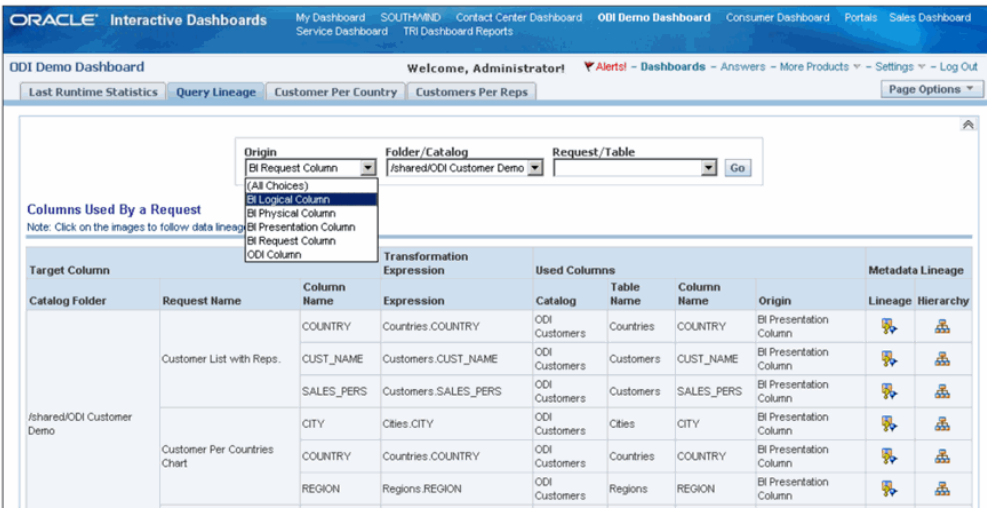 ORACLE Interactive Dashboards
My Dashboard SOUTHWIND Contact Center Dashboard ODI Demo Dashboard Consumer Dashboard Portals Sales Dashboard
Service Dashboard TRI Dashboard Reports
ODI Demo Dashboard Welcome, Administrator! Alerts! - Dashboards - Answers - More Products - Settings - Log Out
Last Runtime Statistics Query Lineage Customer Per Country Customers Per Reps Page Options
Origin Folder/Catalog Request/Table
BI Request Column /shared/ODI Customer Demo Go
(All Choices)
BI Logical Column
BI Physical Column
BI Presentation Column
BI Request Column
ODI Column
Columns Used By a Request
Note: Click on the images to follow data lineag
Target Column Transformation Expression Used Columns Metadata Lineage
Catalog Folder Request Name Column Name Expression Catalog Table Name Column Name Origin Lineage Hierarchy
/shared/ODI Customer Demo
Customer List with Reps.
COUNTRY Countries.COUNTRY ODI Customers Countries COUNTRY BI Presentation Column
CUST_NAME Customers.CUST_NAME ODI Customers Customers CUST_NAME BI Presentation Column
SALES_PERS Customers.SALES_PERS ODI Customers Customers SALES_PERS BI Presentation Column
Customer Per Countries Chart
CITY Cities.CITY ODI Customers Cities CITY BI Presentation Column
COUNTRY Countries.COUNTRY ODI Customers Countries COUNTRY BI Presentation Column
REGION Regions.REGION ODI Customers Regions REGION BI Presentation Column